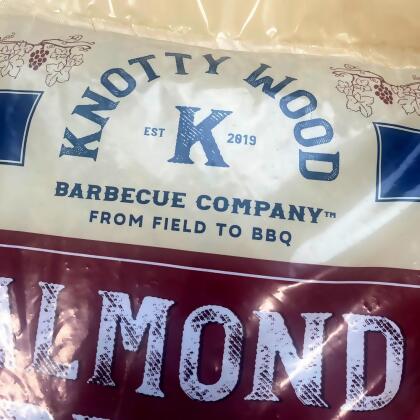 KNOTTY WOOD
EST K 2019
BARBECUE COMPANY™
FROM FIELD TO BBQ
ALMOND